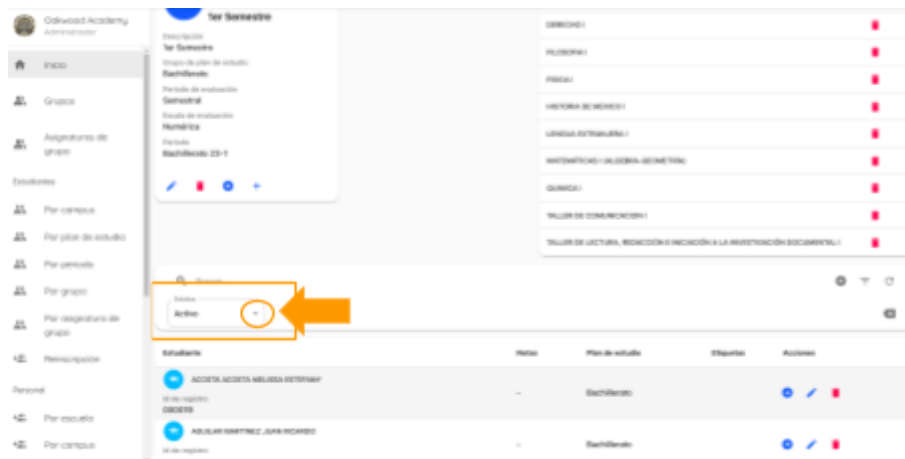 Oakwood Academy
Administrador
Inicio
Grupos
Asignaturas de
grupo
Estudiantes
Por campus
Por plan de estudio
Por periodo
Por grupo
Por asignatura de
grupo
Reinscripción
Personal
Por escuela
Por campus
1er Semestre
Descripción
1er Semestre
Grupo de plan de estudio
Bachillerato
Periodo de evaluación
Semestral
Escala de evaluación
Numérica
Periodo
Bachillerato 23-1
DERECHO I
FILOSOFIA I
FISICA I
HISTORIA DE MEXICO I
LENGUA EXTRANJERA I
MATEMÁTICAS I (ALGEBRA-GEOMETRÍA)
QUIMICA I
TALLER DE COMUNICACION I
TALLER DE LECTURA, REDACCIÓN E INICIACIÓN A LA INVESTIGACIÓN DOCUMENTAL I
Buscar
Estatus
Activo
Estudiante Notas Plan de estudio Etiquetas Acciones
ACOSTA ACOSTA MELISSA ESTEFANY
Id de registro
- Bachillerato
AGUILAR MARTINEZ JUAN RICARDO
Id de registro
- Bachillerato